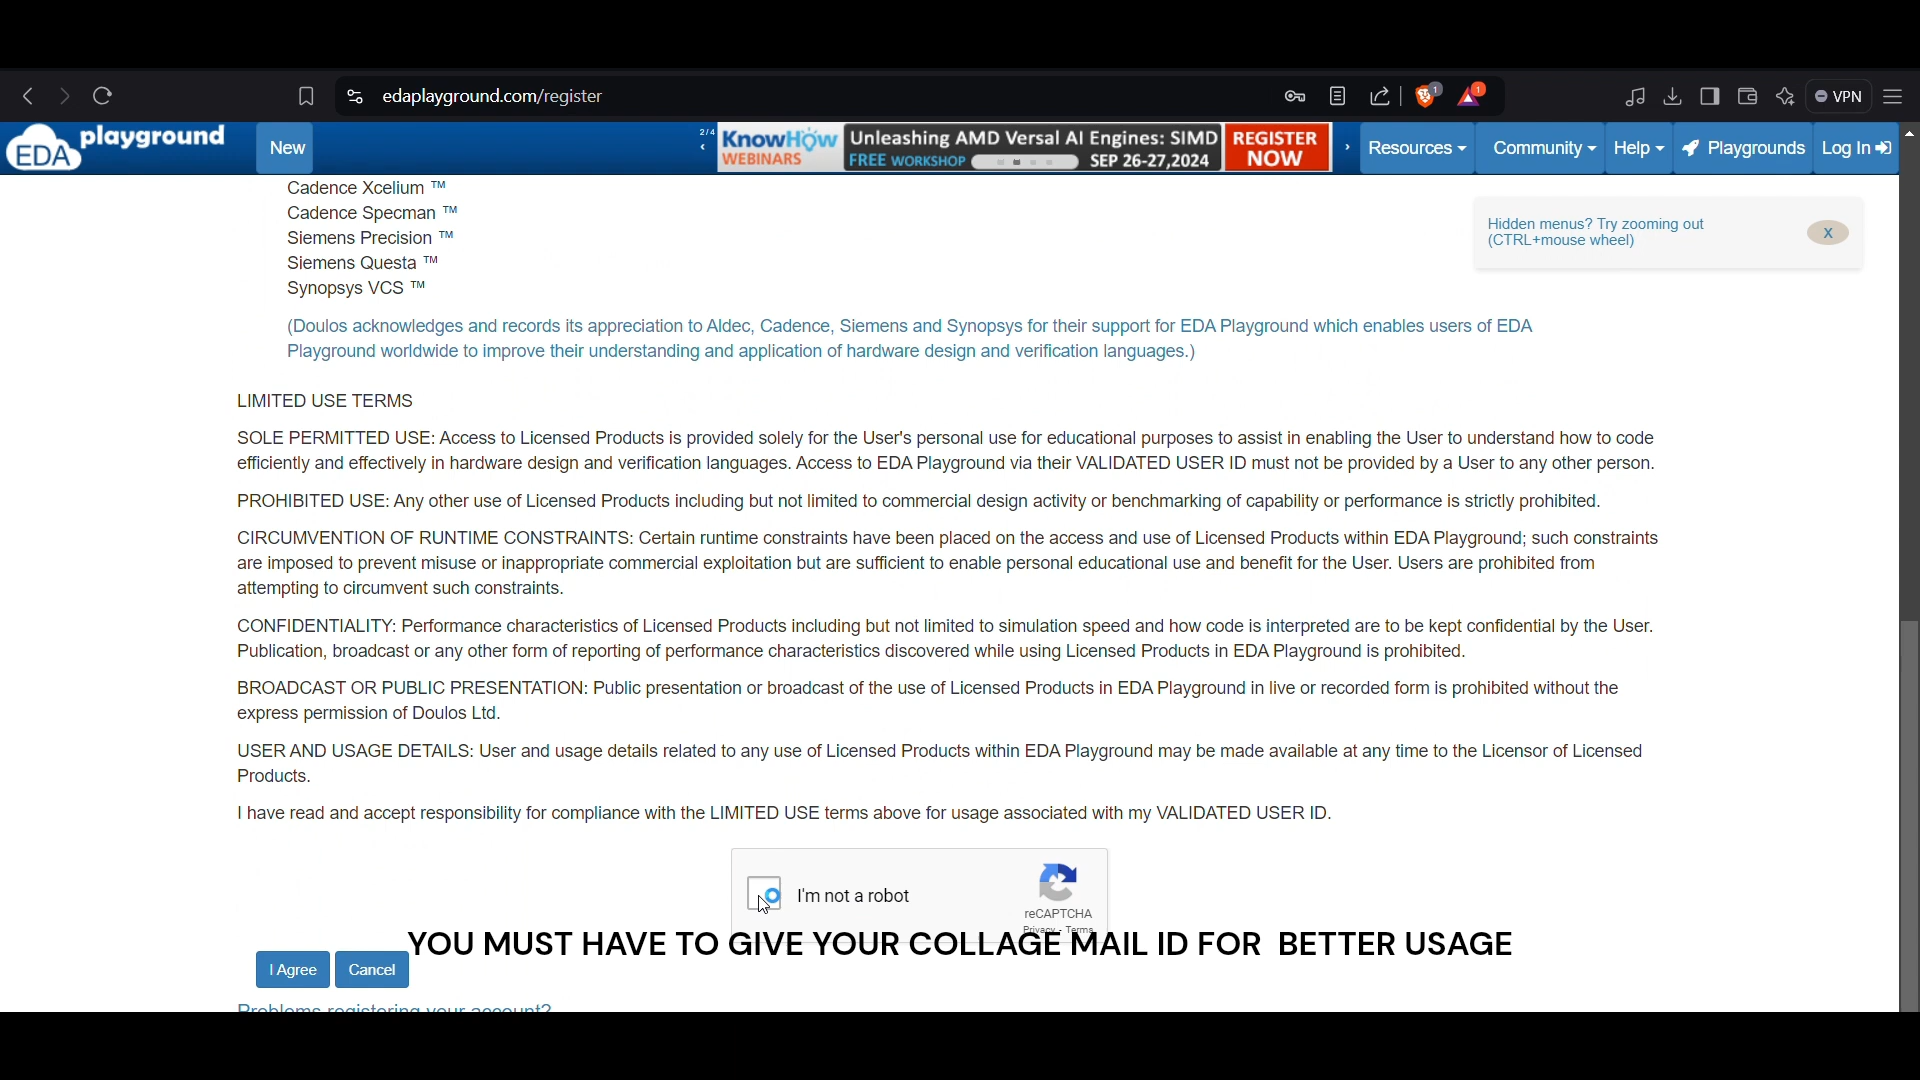 edaplayground.com/register
1
1
VPN
EDA playground
New
2/4
KnowHow
WEBINARS
Unleashing AMD Versal AI Engines: SIMD
FREE WORKSHOP
SEP 26-27,2024
REGISTER
NOW
Resources
Community
Help
Playgrounds
Log In
Cadence Xcelium ™
Cadence Specman ™
Siemens Precision ™
Siemens Questa ™
Synopsys VCS ™
Hidden menus? Try zooming out
(CTRL+mouse wheel)
X
(Doulos acknowledges and records its appreciation to Aldec, Cadence, Siemens and Synopsys for their support for EDA Playground which enables users of EDA
Playground worldwide to improve their understanding and application of hardware design and verification languages.)
LIMITED USE TERMS
SOLE PERMITTED USE: Access to Licensed Products is provided solely for the User's personal use for educational purposes to assist in enabling the User to understand how to code
efficiently and effectively in hardware design and verification languages. Access to EDA Playground via their VALIDATED USER ID must not be provided by a User to any other person.
PROHIBITED USE: Any other use of Licensed Products including but not limited to commercial design activity or benchmarking of capability or performance is strictly prohibited.
CIRCUMVENTION OF RUNTIME CONSTRAINTS: Certain runtime constraints have been placed on the access and use of Licensed Products within EDA Playground; such constraints
are imposed to prevent misuse or inappropriate commercial exploitation but are sufficient to enable personal educational use and benefit for the User. Users are prohibited from
attempting to circumvent such constraints.
CONFIDENTIALITY: Performance characteristics of Licensed Products including but not limited to simulation speed and how code is interpreted are to be kept confidential by the User.
Publication, broadcast or any other form of reporting of performance characteristics discovered while using Licensed Products in EDA Playground is prohibited.
BROADCAST OR PUBLIC PRESENTATION: Public presentation or broadcast of the use of Licensed Products in EDA Playground in live or recorded form is prohibited without the
express permission of Doulos Ltd.
USER AND USAGE DETAILS: User and usage details related to any use of Licensed Products within EDA Playground may be made available at any time to the Licensor of Licensed
Products.
I have read and accept responsibility for compliance with the LIMITED USE terms above for usage associated with my VALIDATED USER ID.
I'm not a robot
reCAPTCHA
Privacy - Terms
YOU MUST HAVE TO GIVE YOUR COLLAGE MAIL ID FOR BETTER USAGE
I Agree
Cancel
Problems registering your account?